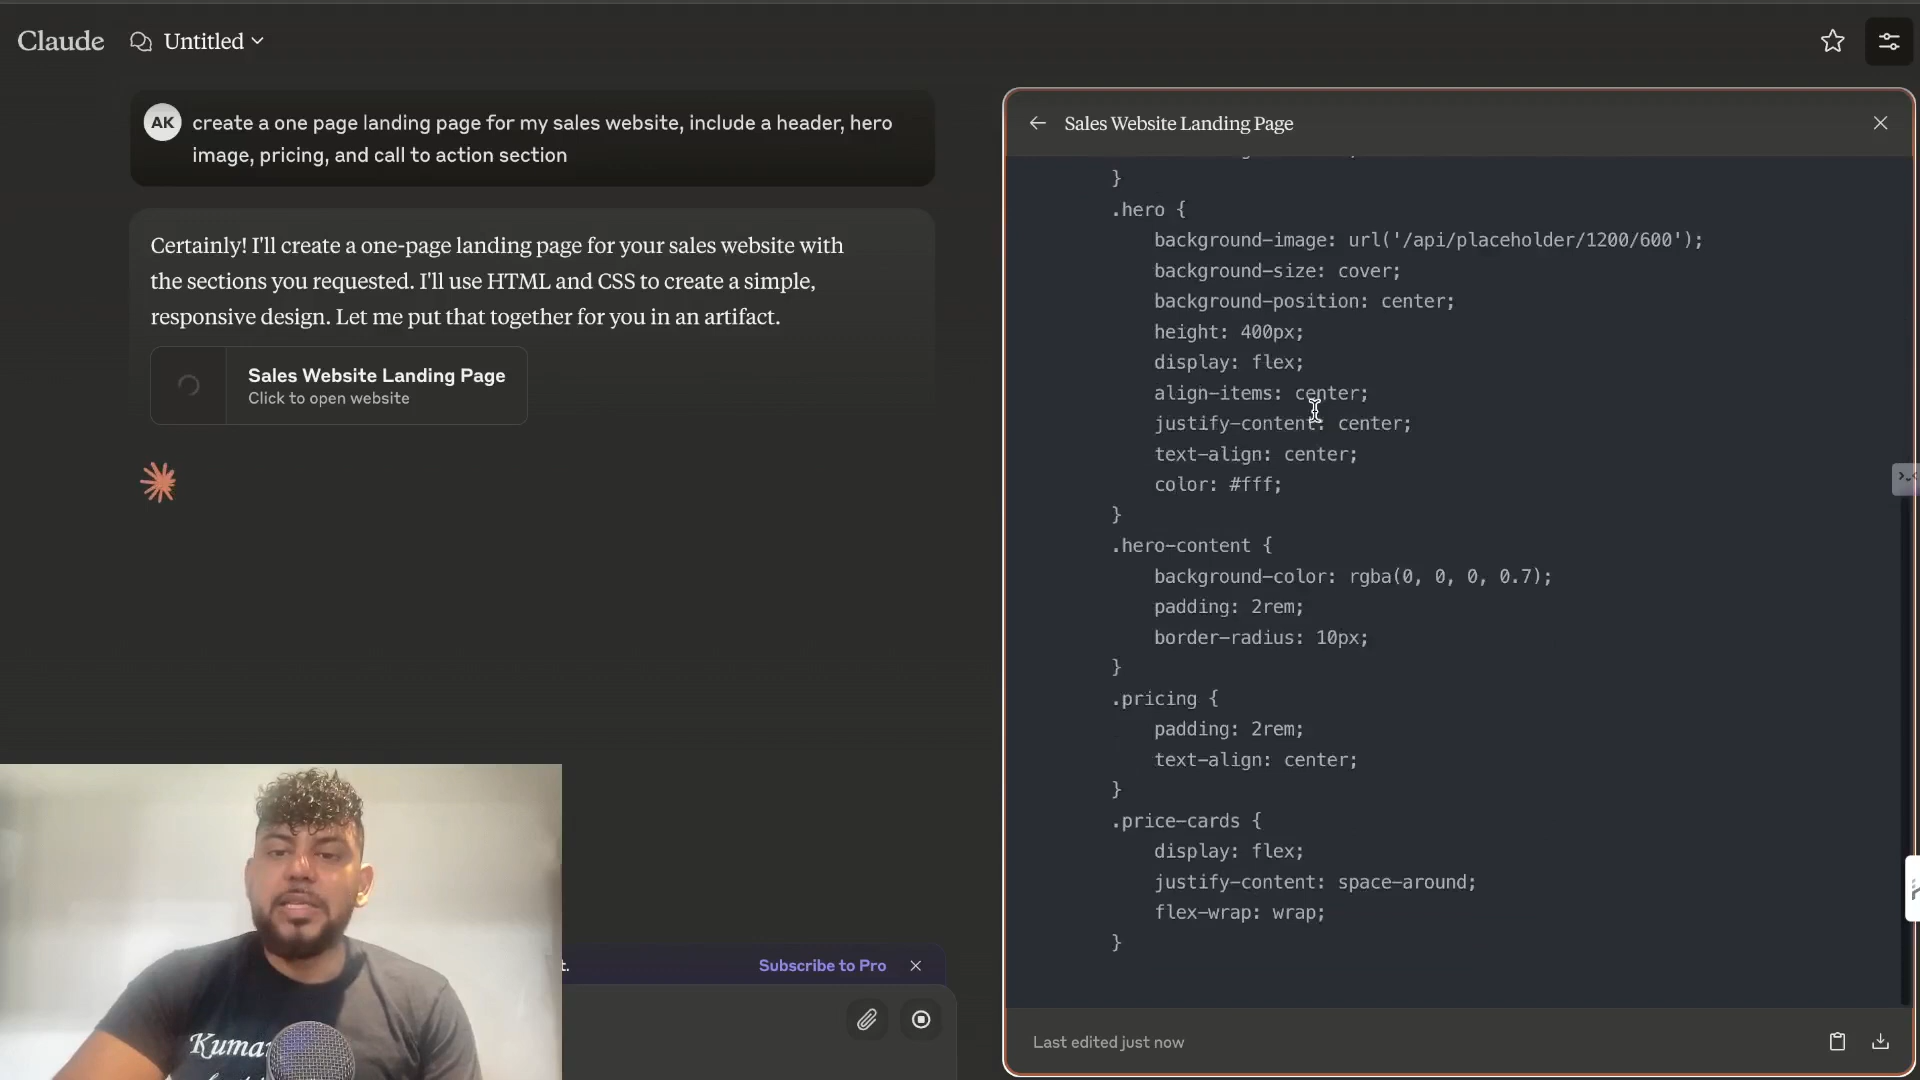 Claude
Untitled
AK
create a one page landing page for my sales website, include a header, hero
image, pricing, and call to action section
Certainly! I'll create a one-page landing page for your sales website with
the sections you requested. I'll use HTML and CSS to create a simple,
responsive design. Let me put that together for you in an artifact.
Sales Website Landing Page
Click to open website
t.
Subscribe to Pro
Kumar
Sales Website Landing Page
}
.hero {
background-image: url('/api/placeholder/1200/600');
background-size: cover;
background-position: center;
height: 400px;
display: flex;
align-items: center;
justify-content: center;
text-align: center;
color: #fff;
}
.hero-content {
background-color: rgba(0, 0, 0, 0.7);
padding: 2rem;
border-radius: 10px;
}
.pricing {
padding: 2rem;
text-align: center;
}
.price-cards {
display: flex;
justify-content: space-around;
flex-wrap: wrap;
}
Last edited just now